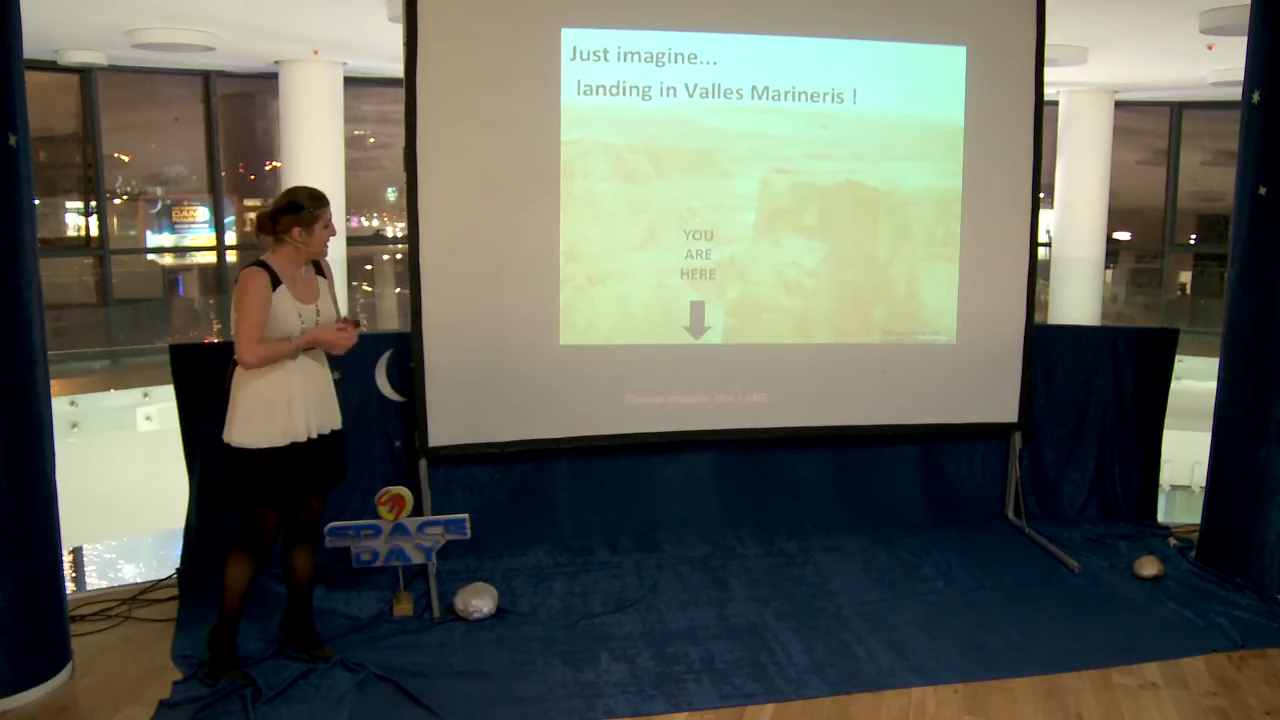 Just imagine...
landing in Valles Marineris !
YOU
ARE
HERE
SPACE
DAY